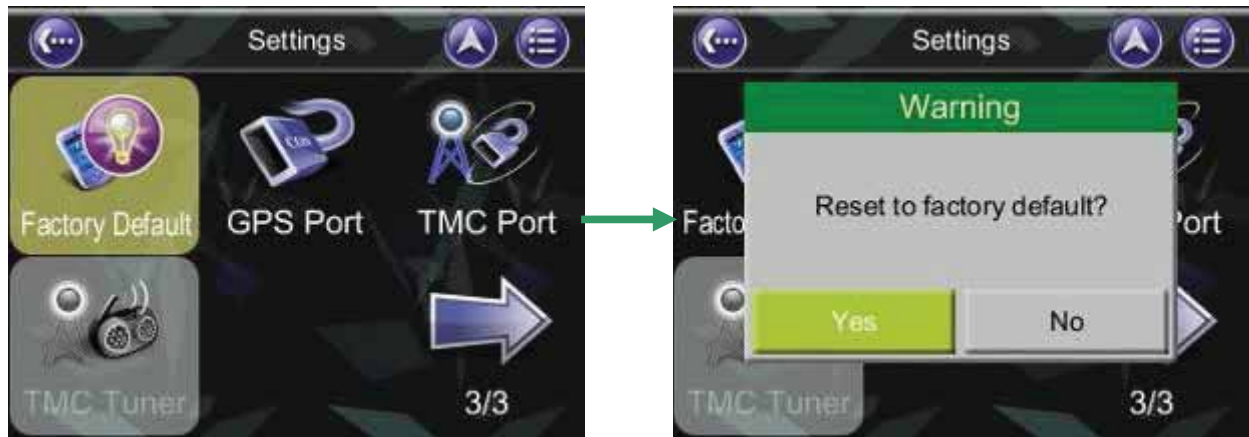 Settings
Factory Default
GPS Port
TMC Port
TMC Tuner
3/3
Settings
Warning
Reset to factory default?
Facto
Port
Yes
No
TMC Tuner
3/3